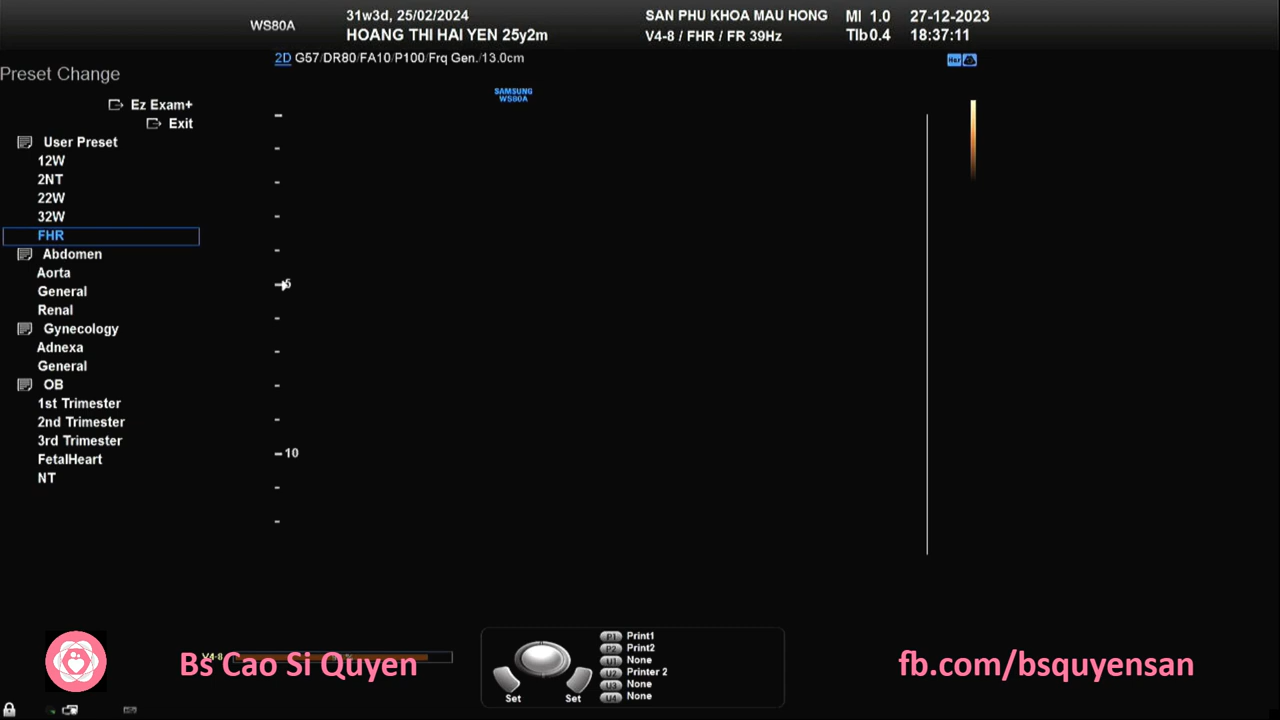 WS80A
31w3d, 25/02/2024
HOANG THI HAI YEN 25y2m
SAN PHU KHOA MAU HONG
V4-8 / FHR / FR 39Hz
MI 1.0
TIb0.4
27-12-2023
18:37:11
2D G57/DR80/FA10/P100/Frq Gen./13.0cm
Preset Change
SAMSUNG
WS80A
Ez Exam+
Exit
User Preset
12W
2NT
22W
32W
FHR
Abdomen
Aorta
General
Renal
Gynecology
Adnexa
General
OB
1st Trimester
2nd Trimester
3rd Trimester
FetalHeart
NT
5
10
V4-8
Bs Cao Si Quyen
Set
Set
P1 Print1
P2 Print2
U1 None
U2 Printer 2
U3 None
U4 None
fb.com/bsquyensan